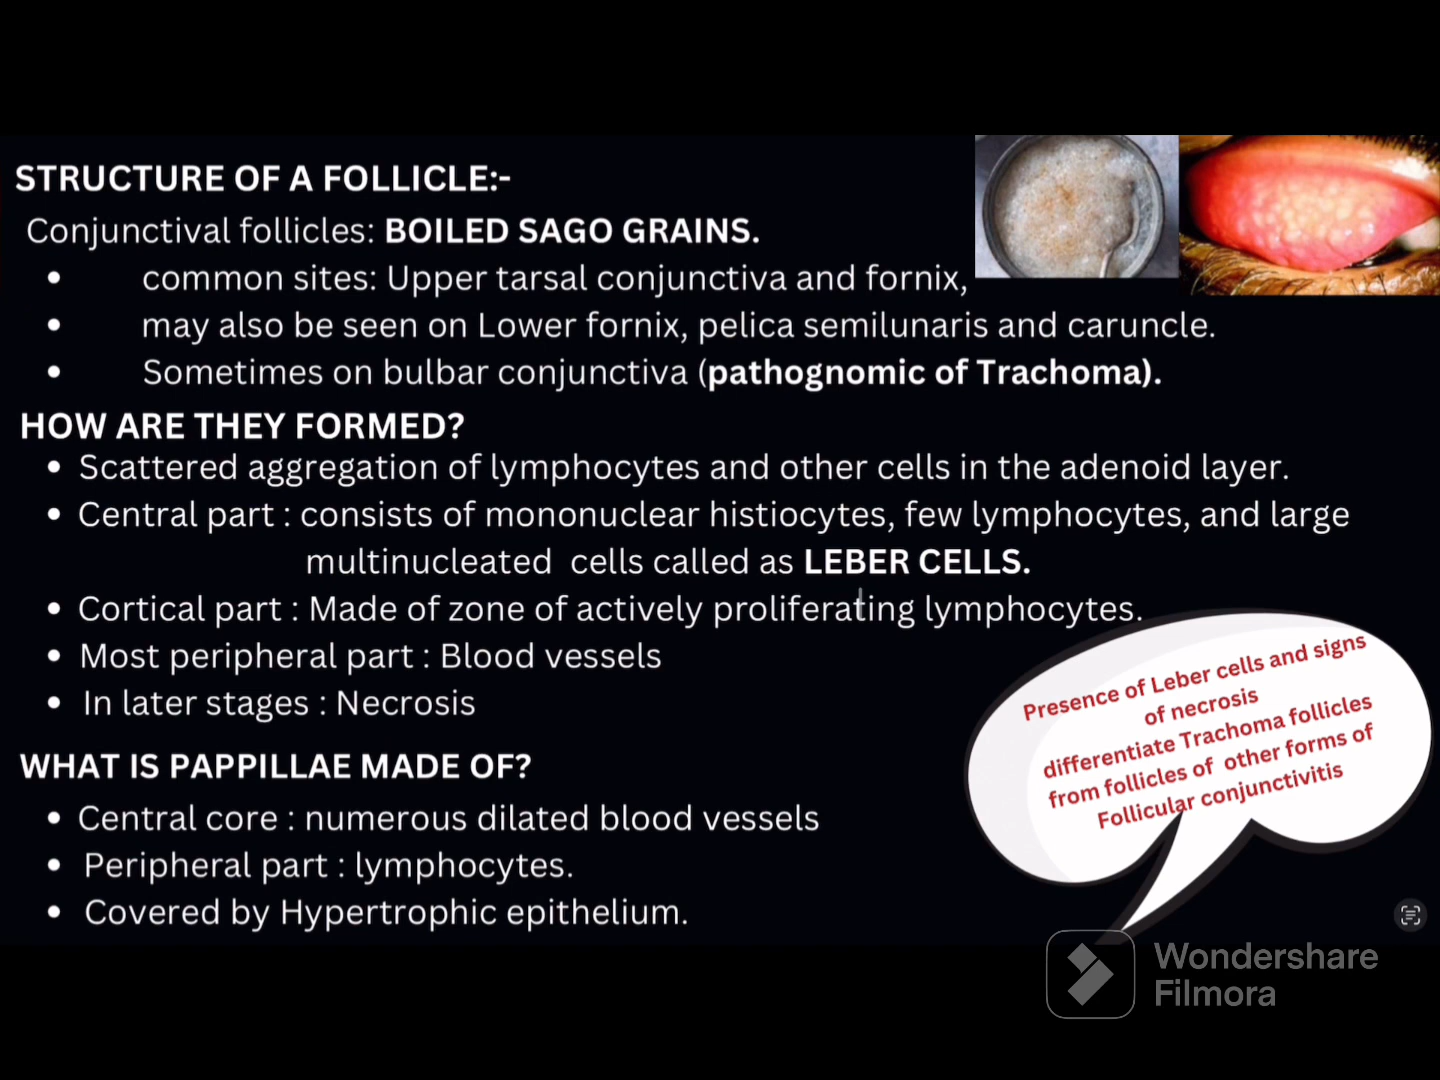 STRUCTURE OF A FOLLICLE:-
Conjunctival follicles: BOILED SAGO GRAINS.
• common sites: Upper tarsal conjunctiva and fornix,
• may also be seen on Lower fornix, pelica semilunaris and caruncle.
• Sometimes on bulbar conjunctiva (pathognomic of Trachoma).
HOW ARE THEY FORMED?
• Scattered aggregation of lymphocytes and other cells in the adenoid layer.
• Central part : consists of mononuclear histiocytes, few lymphocytes, and large
multinucleated cells called as LEBER CELLS.
• Cortical part : Made of zone of actively proliferating lymphocytes.
• Most peripheral part : Blood vessels
• In later stages : Necrosis
WHAT IS PAPPILLAE MADE OF?
• Central core : numerous dilated blood vessels
• Peripheral part : lymphocytes.
• Covered by Hypertrophic epithelium.
Presence of Leber cells and signs
of necrosis
differentiate Trachoma follicles
from follicles of other forms of
Follicular conjunctivitis
Wondershare
Filmora